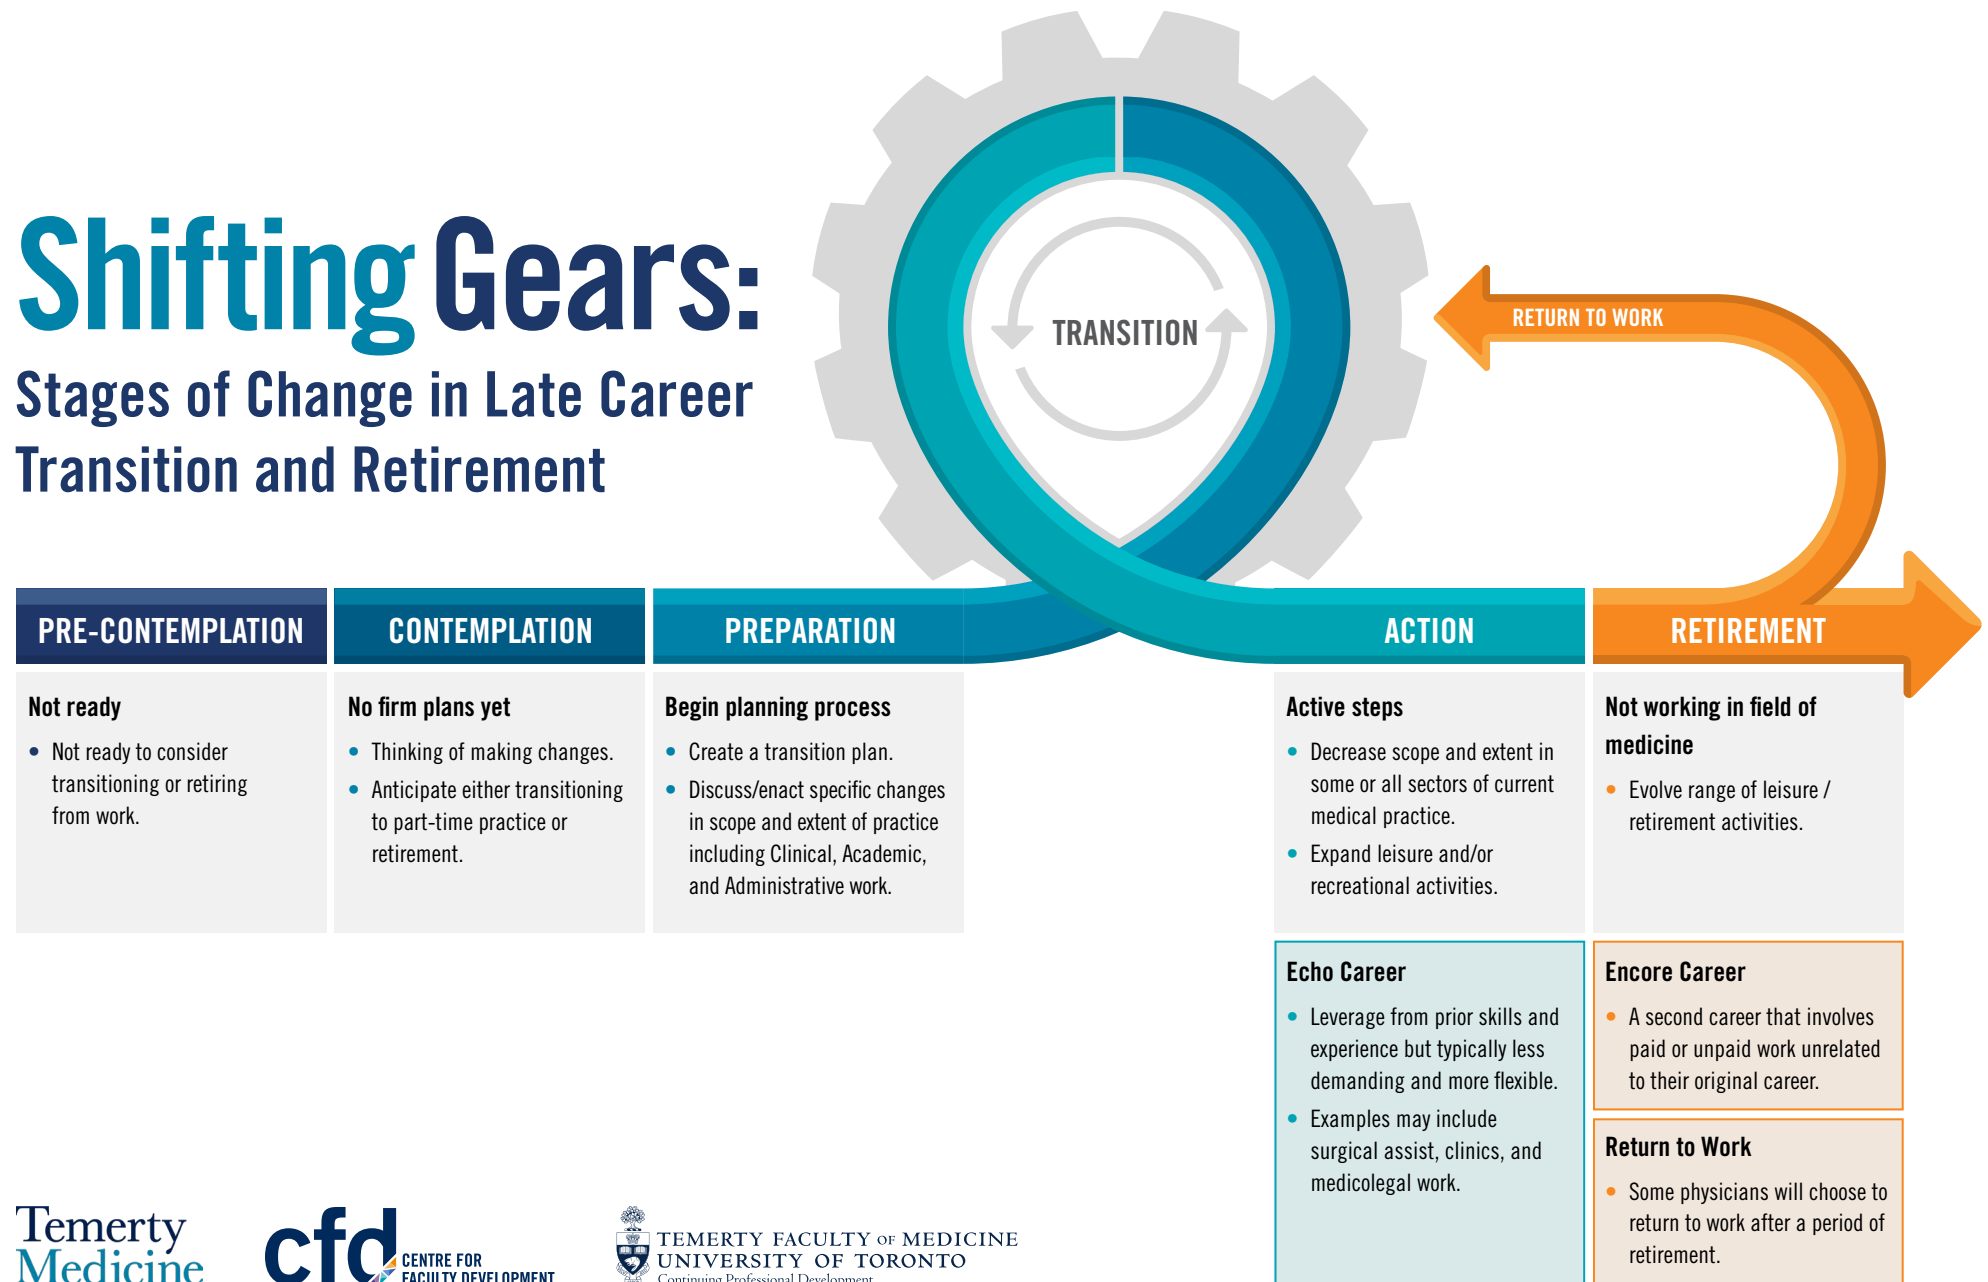 Shifting Gears:
Stages of Change in Late Career
Transition and Retirement
TRANSITION
RETURN TO WORK
PRE-CONTEMPLATION
Not ready
• Not ready to consider
transitioning or retiring
from work.
CONTEMPLATION
No firm plans yet
• Thinking of making changes.
• Anticipate either transitioning
to part-time practice or
retirement.
PREPARATION
Begin planning process
• Create a transition plan.
• Discuss/enact specific changes
in scope and extent of practice
including Clinical, Academic,
and Administrative work.
ACTION
Active steps
• Decrease scope and extent in
some or all sectors of current
medical practice.
• Expand leisure and/or
recreational activities.
Echo Career
• Leverage from prior skills and
experience but typically less
demanding and more flexible.
• Examples may include
surgical assist, clinics, and
medicolegal work.
RETIREMENT
Not working in field of
medicine
• Evolve range of leisure /
retirement activities.
Encore Career
• A second career that involves
paid or unpaid work unrelated
to their original career.
Return to Work
• Some physicians will choose to
return to work after a period of
retirement.
Temerty
Medicine
cfd
CENTRE FOR
FACULTY DEVELOPMENT
TEMERTY FACULTY OF MEDICINE
UNIVERSITY OF TORONTO
Continuing Professional Development